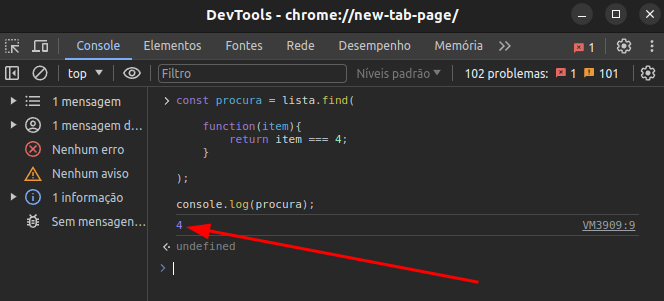 DevTools - chrome://new-tab-page/
Console Elementos Fontes Rede Desempenho Memória 1
top Filtro Níveis padrão 102 problemas: 1 101
1 mensagem
1 mensagem d...
Nenhum erro
Nenhum aviso
1 informação
Sem mensagen...
const procura = lista.find(
function(item){
return item === 4;
}
);
console.log(procura);
4 VM3909:9
undefined